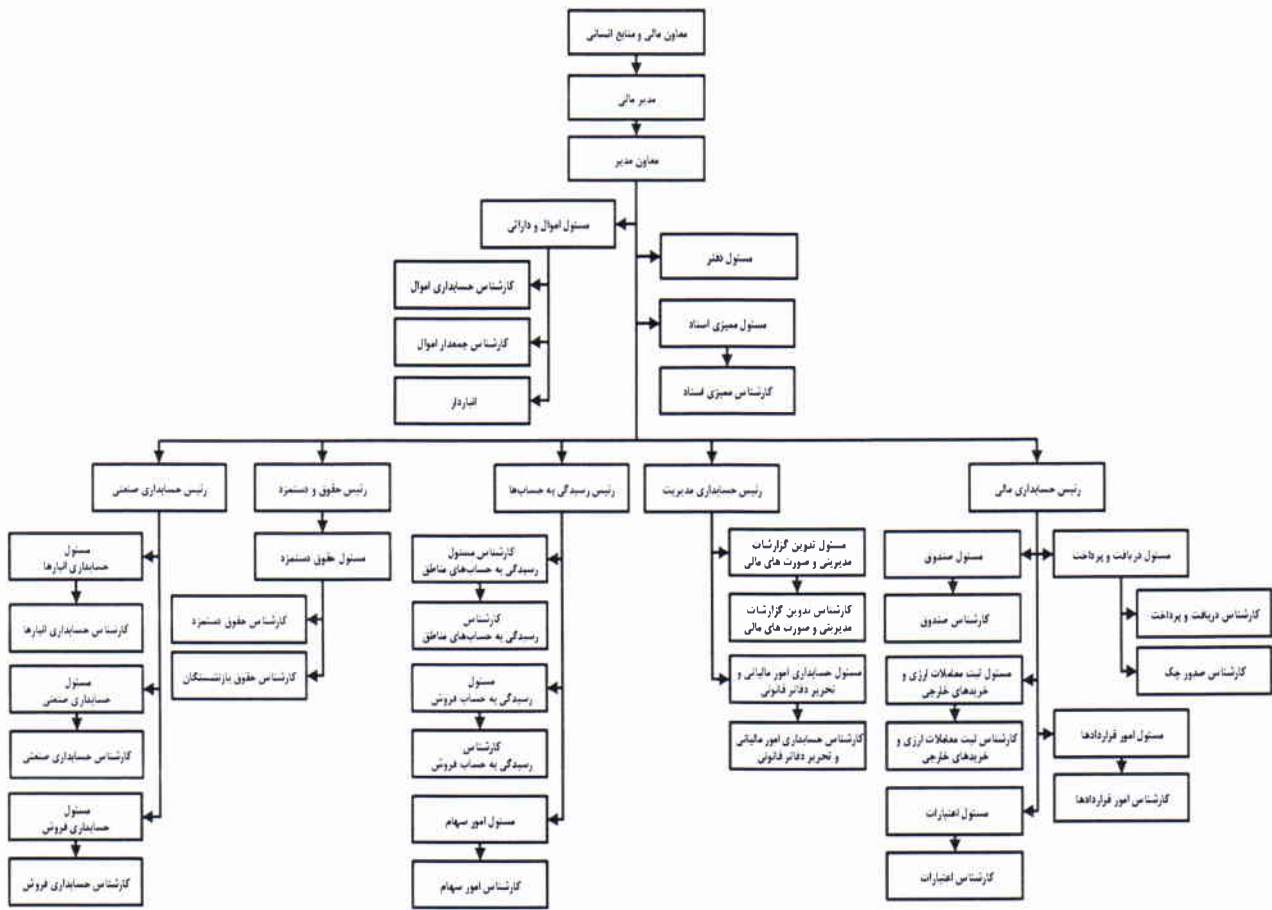 معاون مالی و منابع انسانی
مدیر مالی
معاون مدیر
مسئول اموال و دارائی
کارشناس حسابداری اموال
کارشناس جمعدار اموال
انباردار
مسئول دفتر
مسئول ممیزی اسناد
کارشناس ممیزی اسناد
رئیس حسابداری مالی
مسئول دریافت و پرداخت
کارشناس دریافت و پرداخت
کارشناس صدور چک
مسئول امور قراردادها
کارشناس امور قراردادها
مسئول صندوق
کارشناس صندوق
مسئول ثبت معاملات ارزی و
خریدهای خارجی
کارشناس ثبت معاملات ارزی و
خریدهای خارجی
مسئول اعتبارات
کارشناس اعتبارات
رئیس حسابداری مدیریت
مسئول تدوین گزارشات
مدیریتی و صورت های مالی
کارشناس تدوین گزارشات
مدیریتی و صورت های مالی
مسئول حسابداری امور مالیاتی و
تحریر دفاتر قانونی
کارشناس حسابداری امور مالیاتی
و تحریر دفاتر قانونی
رئیس رسیدگی به حساب‌ها
کارشناس مسئول
رسیدگی به حساب‌های مناطق
کارشناس
رسیدگی به حساب‌های مناطق
مسئول
رسیدگی به حساب فروش
کارشناس
رسیدگی به حساب فروش
مسئول امور سهام
کارشناس امور سهام
رئیس حقوق و دستمزد
مسئول حقوق دستمزد
کارشناس حقوق دستمزد
کارشناس حقوق بازنشستگان
رئیس حسابداری صنعتی
مسئول
حسابداری انبارها
کارشناس حسابداری انبارها
مسئول
حسابداری صنعتی
کارشناس حسابداری صنعتی
مسئول
حسابداری فروش
کارشناس حسابداری فروش